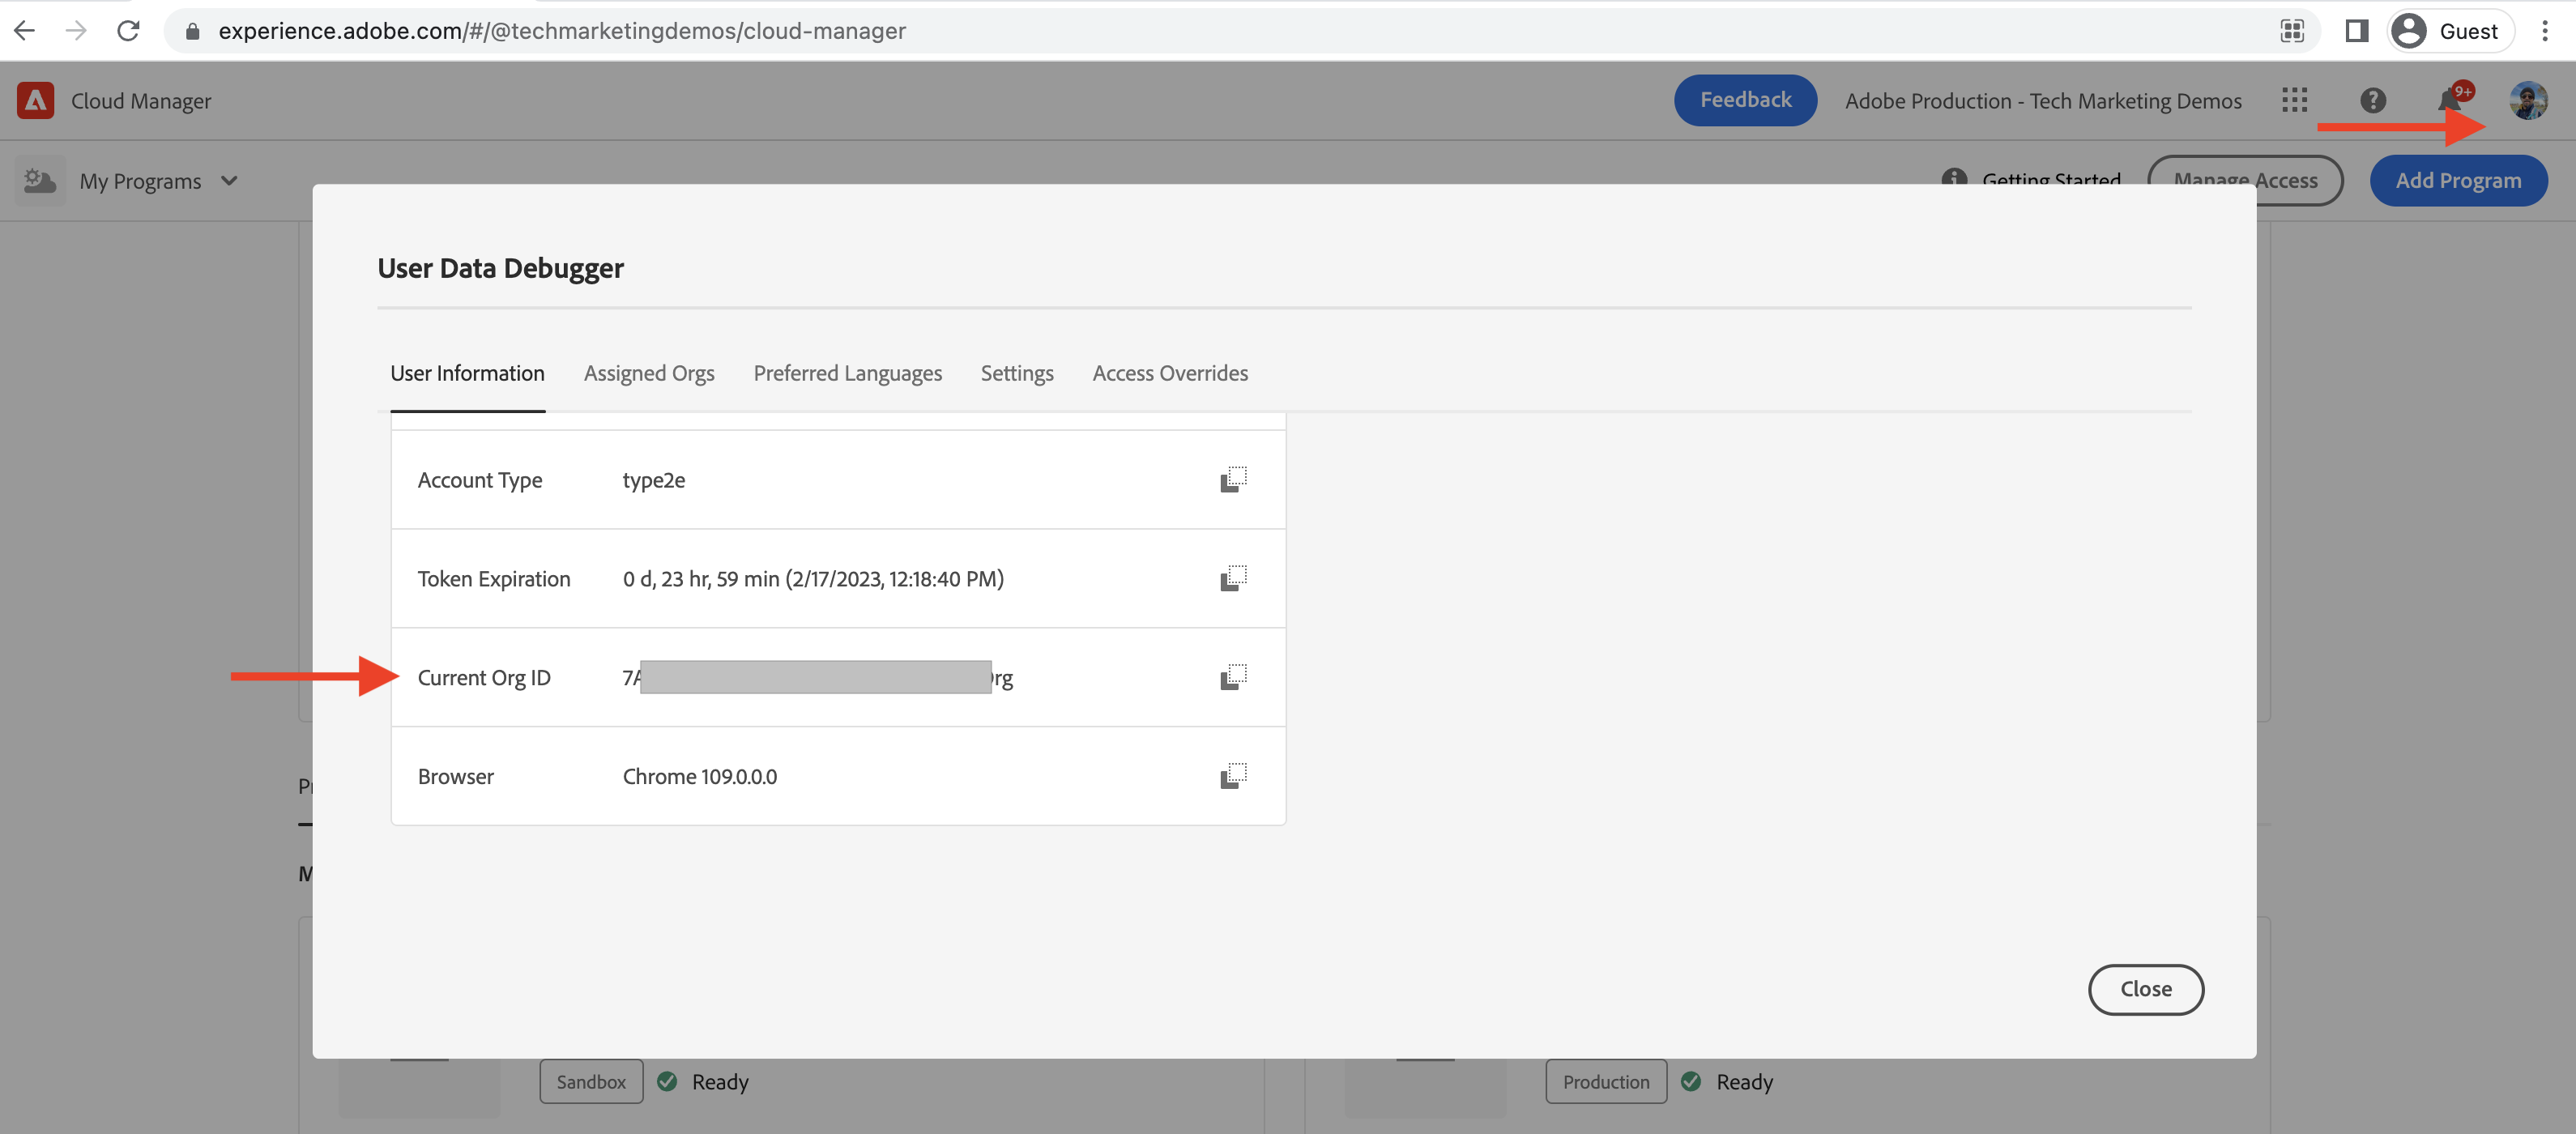 experience.adobe.com/#/@techmarketingdemos/cloud-manager
Guest
Cloud Manager
Feedback
Adobe Production - Tech Marketing Demos
9+
My Programs
Getting Started
Manage Access
Add Program
User Data Debugger
User Information Assigned Orgs Preferred Languages Settings Access Overrides
Account Type type2e
Token Expiration 0 d, 23 hr, 59 min (2/17/2023, 12:18:40 PM)
Current Org ID 7A rg
Browser Chrome 109.0.0.0
Close
Sandbox Ready
Production Ready